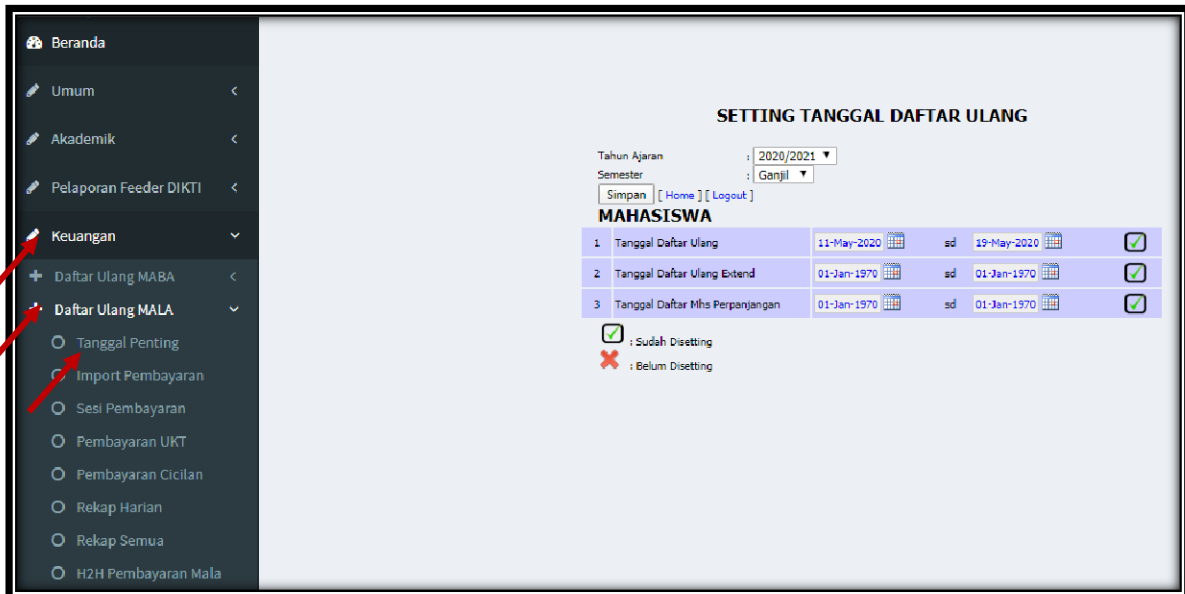 Beranda
Umum
Akademik
Pelaporan Feeder DIKTI
Keuangan
Daftar Ulang MABA
Daftar Ulang MALA
Tanggal Penting
Import Pembayaran
Sesi Pembayaran
Pembayaran UKT
Pembayaran Cicilan
Rekap Harian
Rekap Semua
H2H Pembayaran Mala
SETTING TANGGAL DAFTAR ULANG
Tahun Ajaran : 2020/2021
Semester : Ganjil
Simpan [ Home ] [ Logout ]
MAHASISWA
1 Tanggal Daftar Ulang 11-May-2020 sd 19-May-2020
2 Tanggal Daftar Ulang Extend 01-Jan-1970 sd 01-Jan-1970
3 Tanggal Daftar Mhs Perpanjangan 01-Jan-1970 sd 01-Jan-1970
: Sudah Disetting
: Belum Disetting